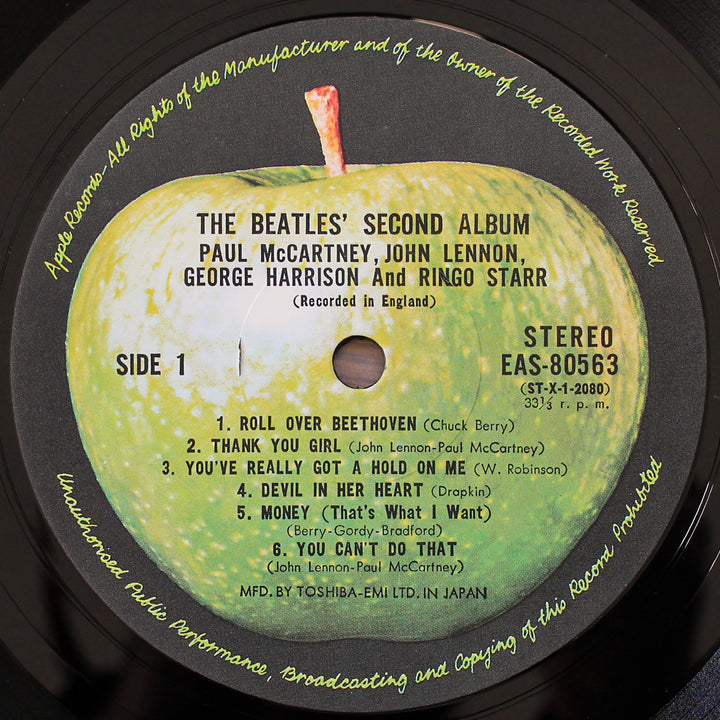 Apple Records - All Rights of the Manufacturer and of the Owner of the Recorded Work Reserved
THE BEATLES' SECOND ALBUM
PAUL McCARTNEY, JOHN LENNON,
GEORGE HARRISON And RINGO STARR
(Recorded in England)
SIDE 1
STEREO
EAS-80563
(ST-X-1-2080)
33⅓ r. p. m.
1. ROLL OVER BEETHOVEN (Chuck Berry)
2. THANK YOU GIRL (John Lennon-Paul McCartney)
3. YOU'VE REALLY GOT A HOLD ON ME (W. Robinson)
4. DEVIL IN HER HEART (Drapkin)
5. MONEY (That's What I Want)
(Berry-Gordy-Bradford)
6. YOU CAN'T DO THAT
(John Lennon-Paul McCartney)
MFD. BY TOSHIBA-EMI LTD. IN JAPAN
Unauthorised Public Performance, Broadcasting and Copying of this Record Prohibited